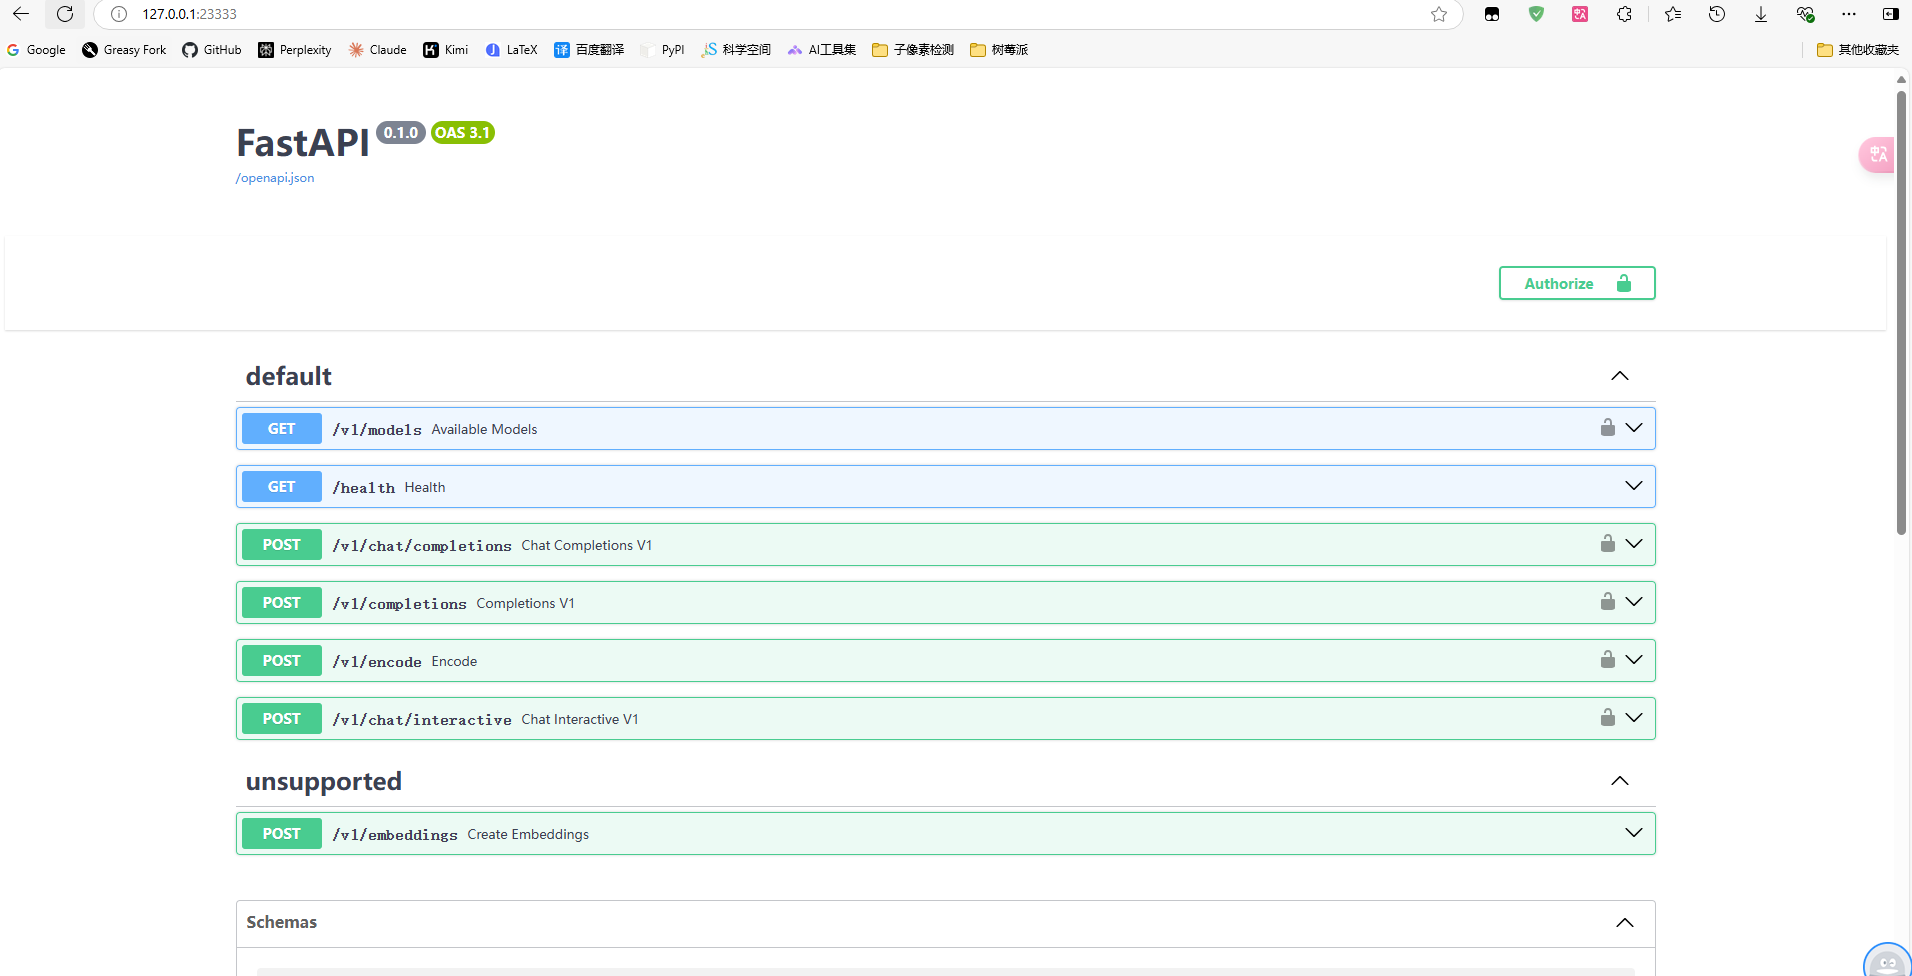 127.0.0.1:23333
Google Greasy Fork GitHub Perplexity Claude Kimi LaTeX 百度翻译 PyPI 科学空间 AI工具集 子像素检测 树莓派 其他收藏夹
FastAPI 0.1.0 OAS 3.1
/openapi.json
Authorize
default
GET /v1/models Available Models
GET /health Health
POST /v1/chat/completions Chat Completions V1
POST /v1/completions Completions V1
POST /v1/encode Encode
POST /v1/chat/interactive Chat Interactive V1
unsupported
POST /v1/embeddings Create Embeddings
Schemas